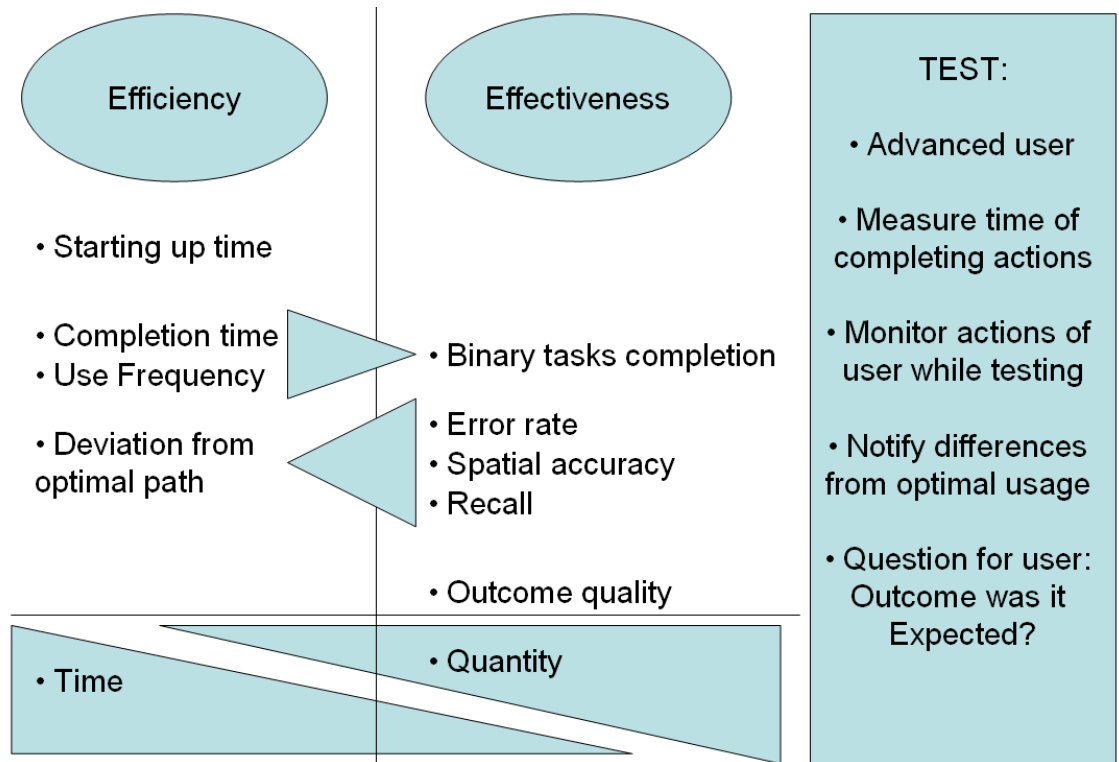 Efficiency
• Starting up time
• Completion time
• Use Frequency
• Deviation from
optimal path
• Time
Effectiveness
• Binary tasks completion
• Error rate
• Spatial accuracy
• Recall
• Outcome quality
• Quantity
TEST:
• Advanced user
• Measure time of
completing actions
• Monitor actions of
user while testing
• Notify differences
from optimal usage
• Question for user:
Outcome was it
Expected?